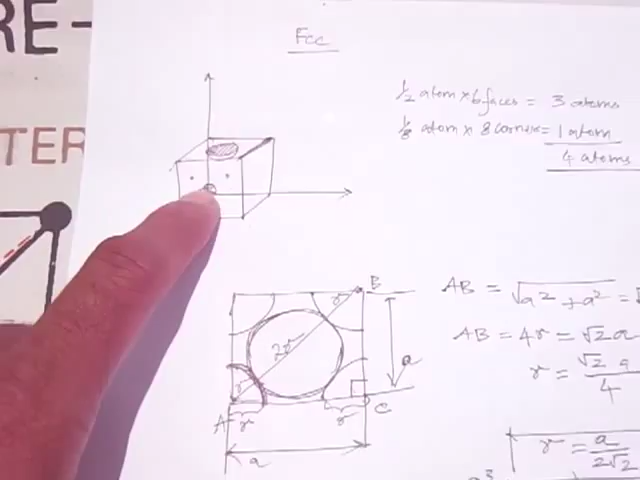 RE-
TER
Fcc
1/2 atom x 6 faces = 3 atoms
1/8 atom x 8 corners = 1 atom
4 atoms
AB = √a² + a² = √
AB = 4r = √2 a
r = √2 a / 4
r = a / 2√2
a³
B
r
2r
a
r
A
r
r
C
a